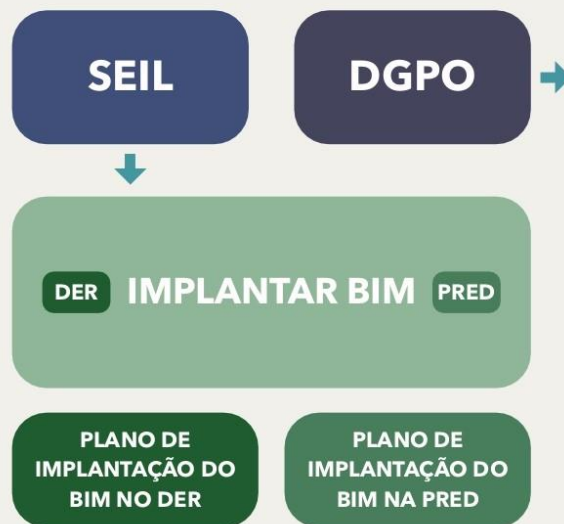 SEIL
DGPO
DER IMPLANTAR BIM PRED
PLANO DE
IMPLANTAÇÃO DO
BIM NO DER
PLANO DE
IMPLANTAÇÃO DO
BIM NA PRED